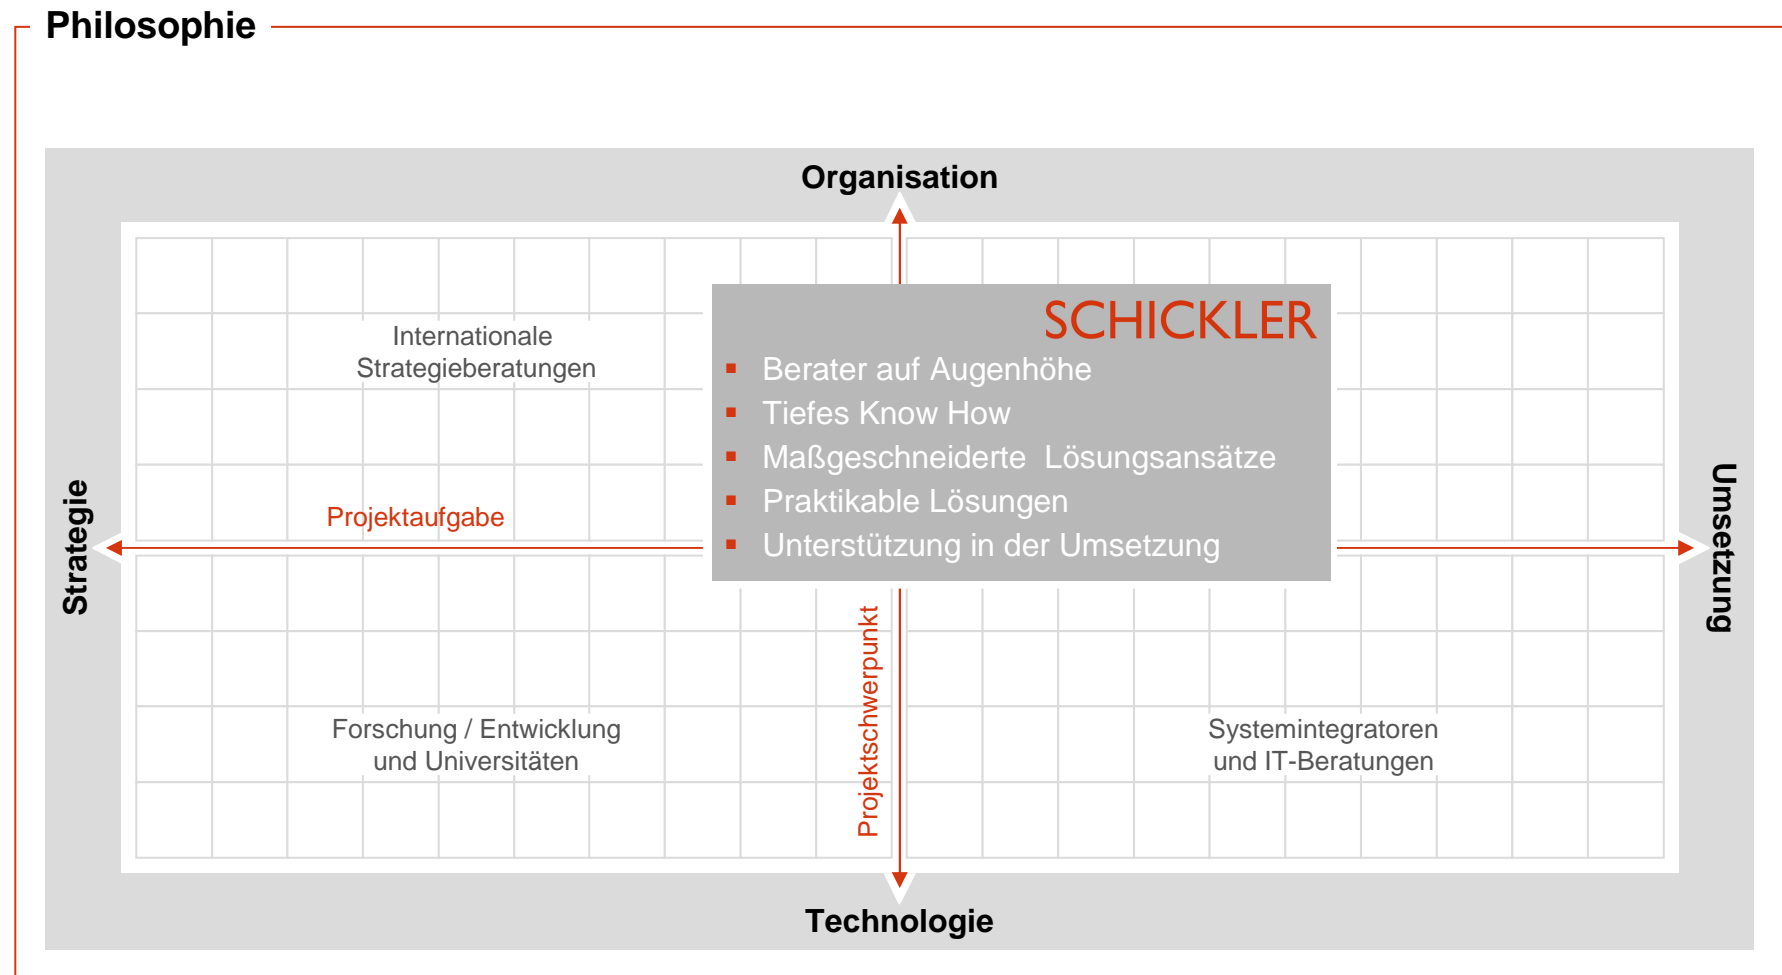 Philosophie
Organisation
SCHICKLER
Internationale
Strategieberatungen
▪ Berater auf Augenhöhe
▪ Tiefes Know How
▪ Maßgeschneiderte Lösungsansätze
▪ Praktikable Lösungen
▪ Unterstützung in der Umsetzung
Projektaufgabe
Strategie
Umsetzung
Projektschwerpunkt
Forschung / Entwicklung
und Universitäten
Systemintegratoren
und IT-Beratungen
Technologie